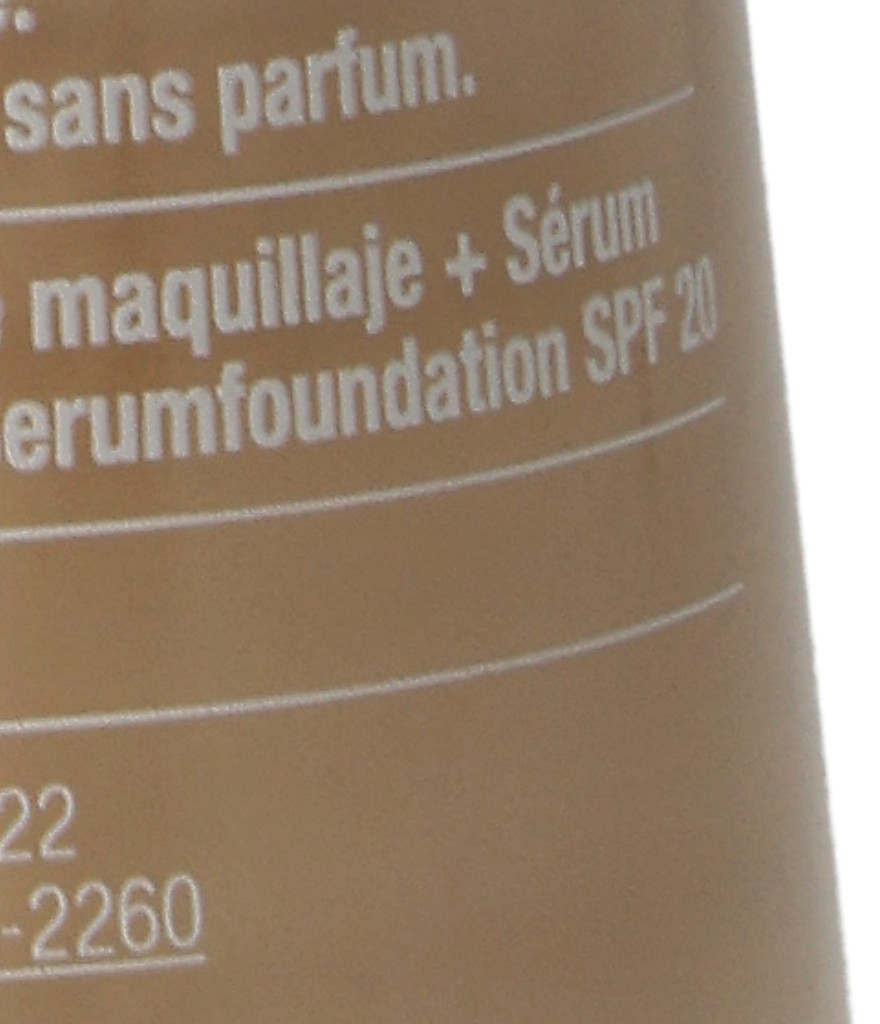 sans parfum.
maquillaje + Sérum
erumfoundation SPF 20
22
-2260